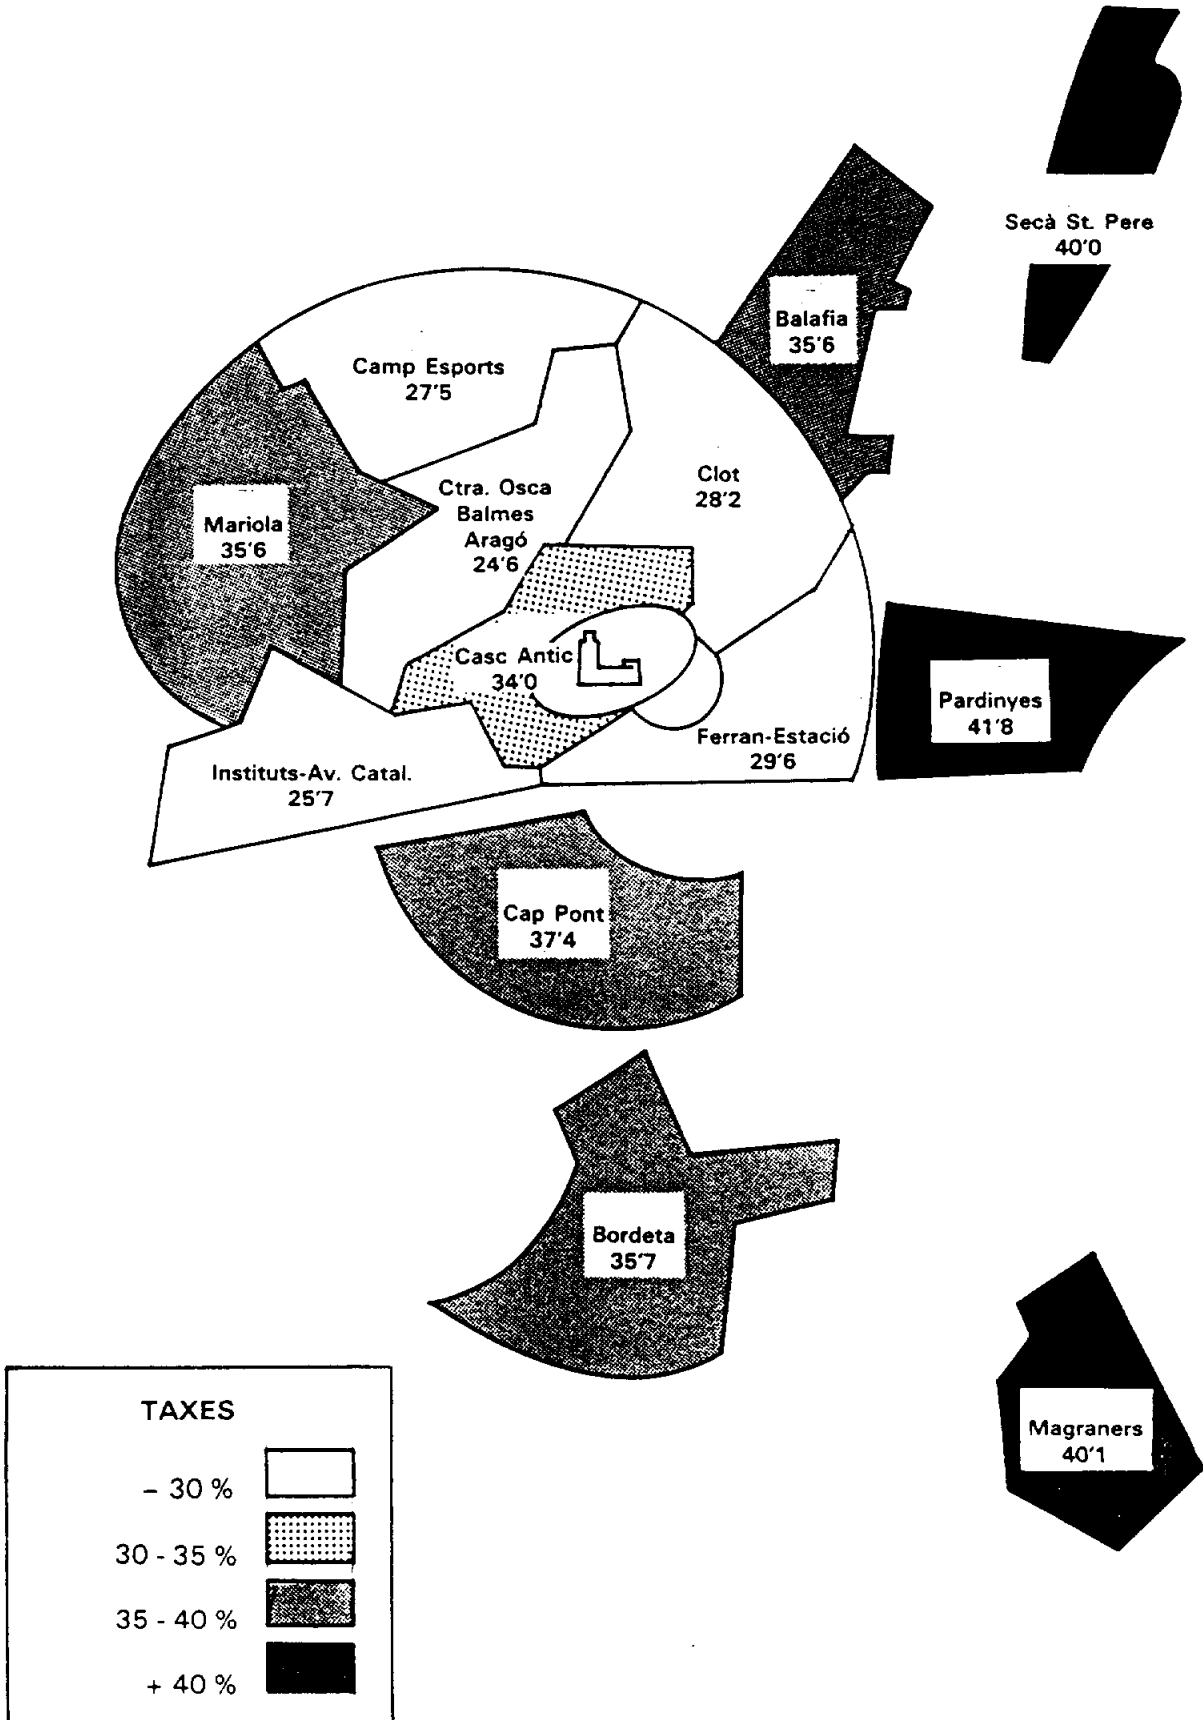 Secà St. Pere
40'0
Balafia
35'6
Camp Esports
27'5
Clot
28'2
Ctra. Osca
Balmes
Aragó
24'6
Mariola
35'6
Casc Antic
34'0
Pardinyes
41'8
Ferran-Estació
29'6
Instituts-Av. Catal.
25'7
Cap Pont
37'4
Bordeta
35'7
Magraners
40'1
TAXES
– 30 %
30 - 35 %
35 - 40 %
+ 40 %